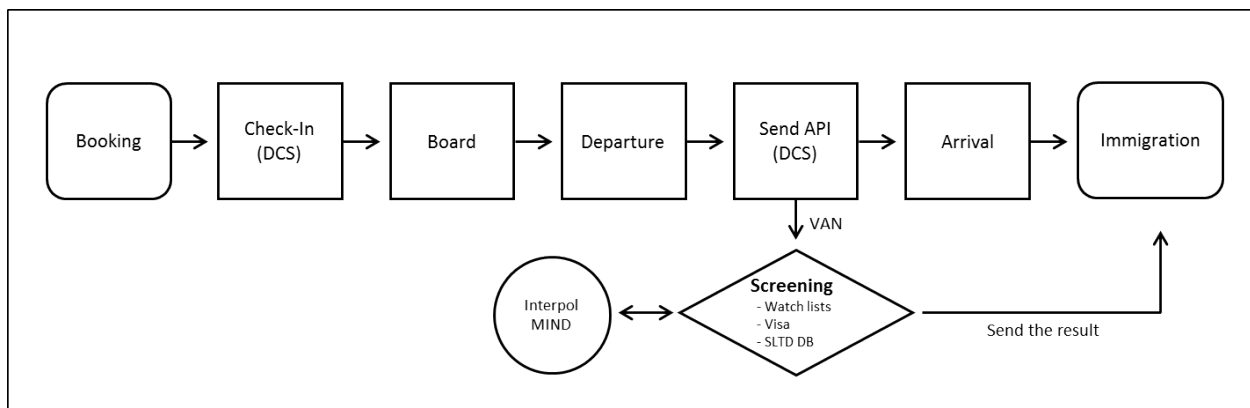 Booking
Check-In
(DCS)
Board
Departure
Send API
(DCS)
Arrival
Immigration
VAN
Screening
- Watch lists
- Visa
- SLTD DB
Interpol
MIND
Send the result